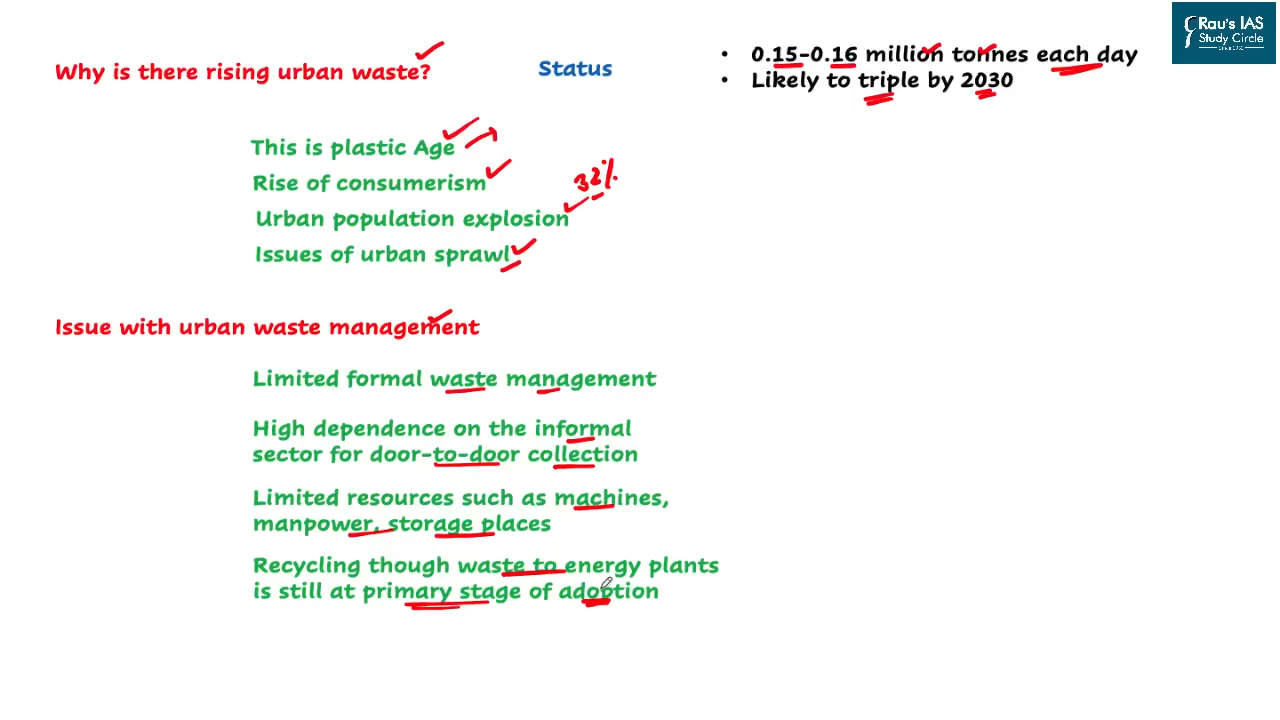 Rau's IAS
Study Circle
Since 1953
Why is there rising urban waste?
Status
• 0.15-0.16 million tonnes each day
• Likely to triple by 2030
This is plastic Age
Rise of consumerism
32%
Urban population explosion
Issues of urban sprawl
Issue with urban waste management
Limited formal waste management
High dependence on the informal
sector for door-to-door collection
Limited resources such as machines,
manpower, storage places
Recycling though waste to energy plants
is still at primary stage of adoption